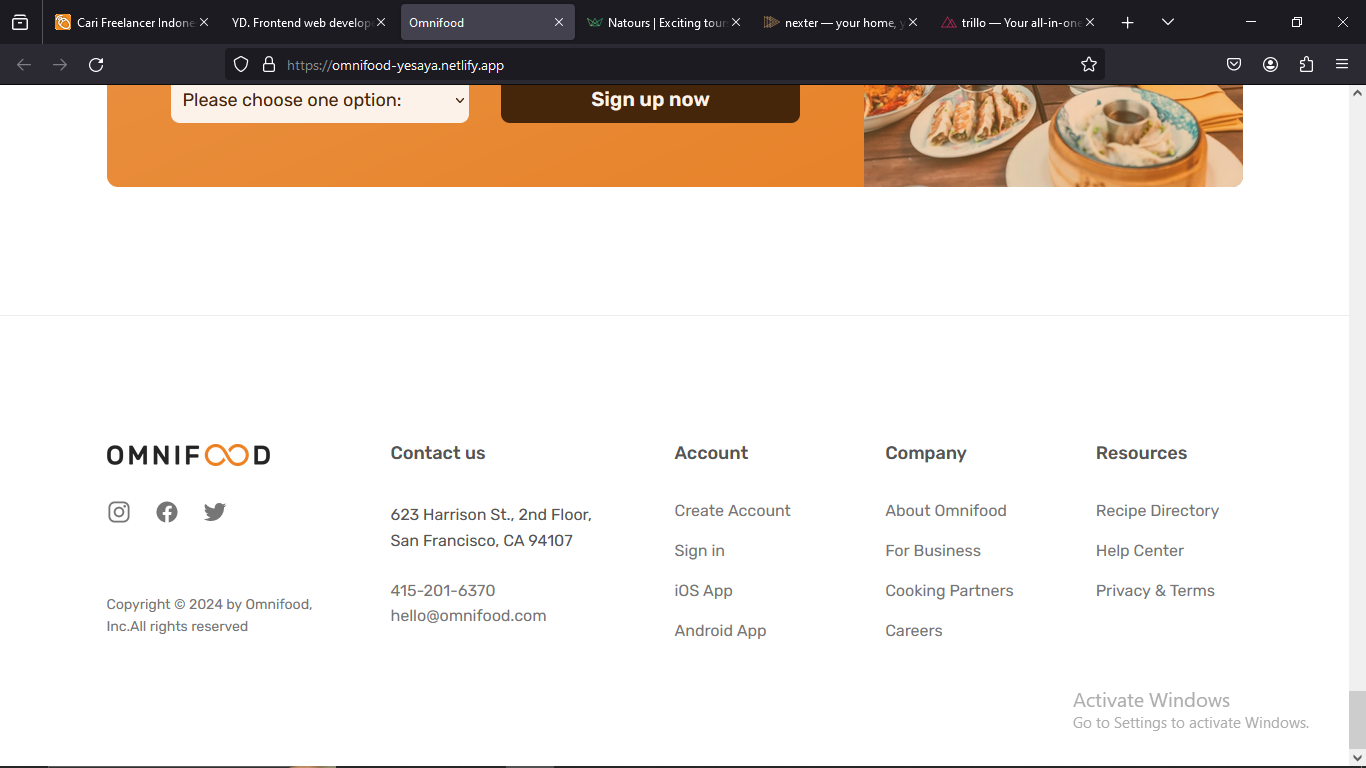 Cari Freelancer Indone
YD. Frontend web develop
Omnifood
Natours | Exciting tour
nexter — your home, y
trillo — Your all-in-one
https://omnifood-yesaya.netlify.app
Please choose one option:
Sign up now
OMNIFOOD
Copyright © 2024 by Omnifood,
Inc.All rights reserved
Contact us
623 Harrison St., 2nd Floor,
San Francisco, CA 94107
415-201-6370
hello@omnifood.com
Account
Create Account
Sign in
iOS App
Android App
Company
About Omnifood
For Business
Cooking Partners
Careers
Resources
Recipe Directory
Help Center
Privacy & Terms
Activate Windows
Go to Settings to activate Windows.